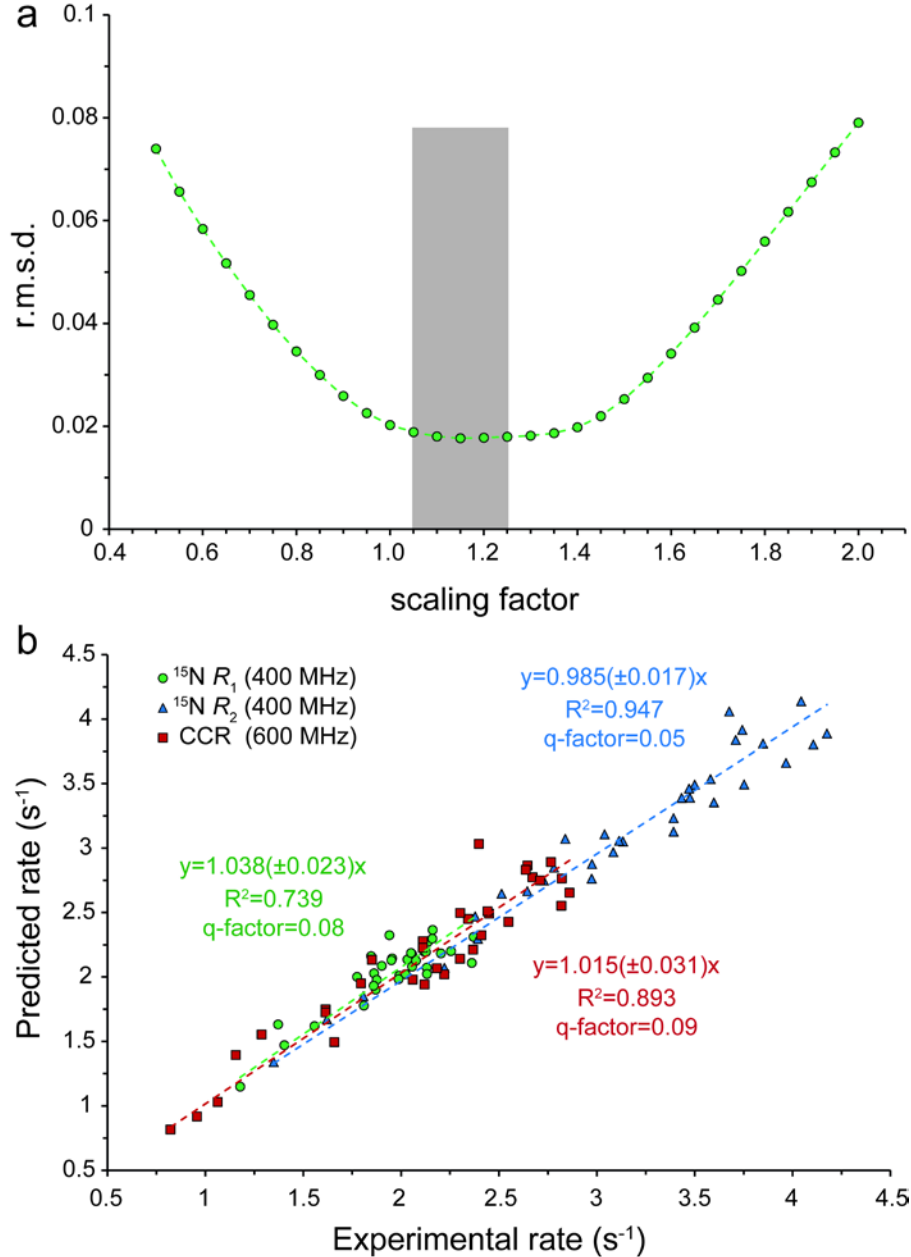 a
0.1
0.08
0.06
0.04
0.02
0
r.m.s.d.
0.4 0.6 0.8 1.0 1.2 1.4 1.6 1.8 2.0
scaling factor
b
4.5
4
3.5
3
2.5
2
1.5
1
0.5
Predicted rate (s⁻¹)
¹⁵N R₁ (400 MHz)
¹⁵N R₂ (400 MHz)
CCR (600 MHz)
y=0.985(±0.017)x
R²=0.947
q-factor=0.05
y=1.038(±0.023)x
R²=0.739
q-factor=0.08
y=1.015(±0.031)x
R²=0.893
q-factor=0.09
0.5 1 1.5 2 2.5 3 3.5 4 4.5
Experimental rate (s⁻¹)